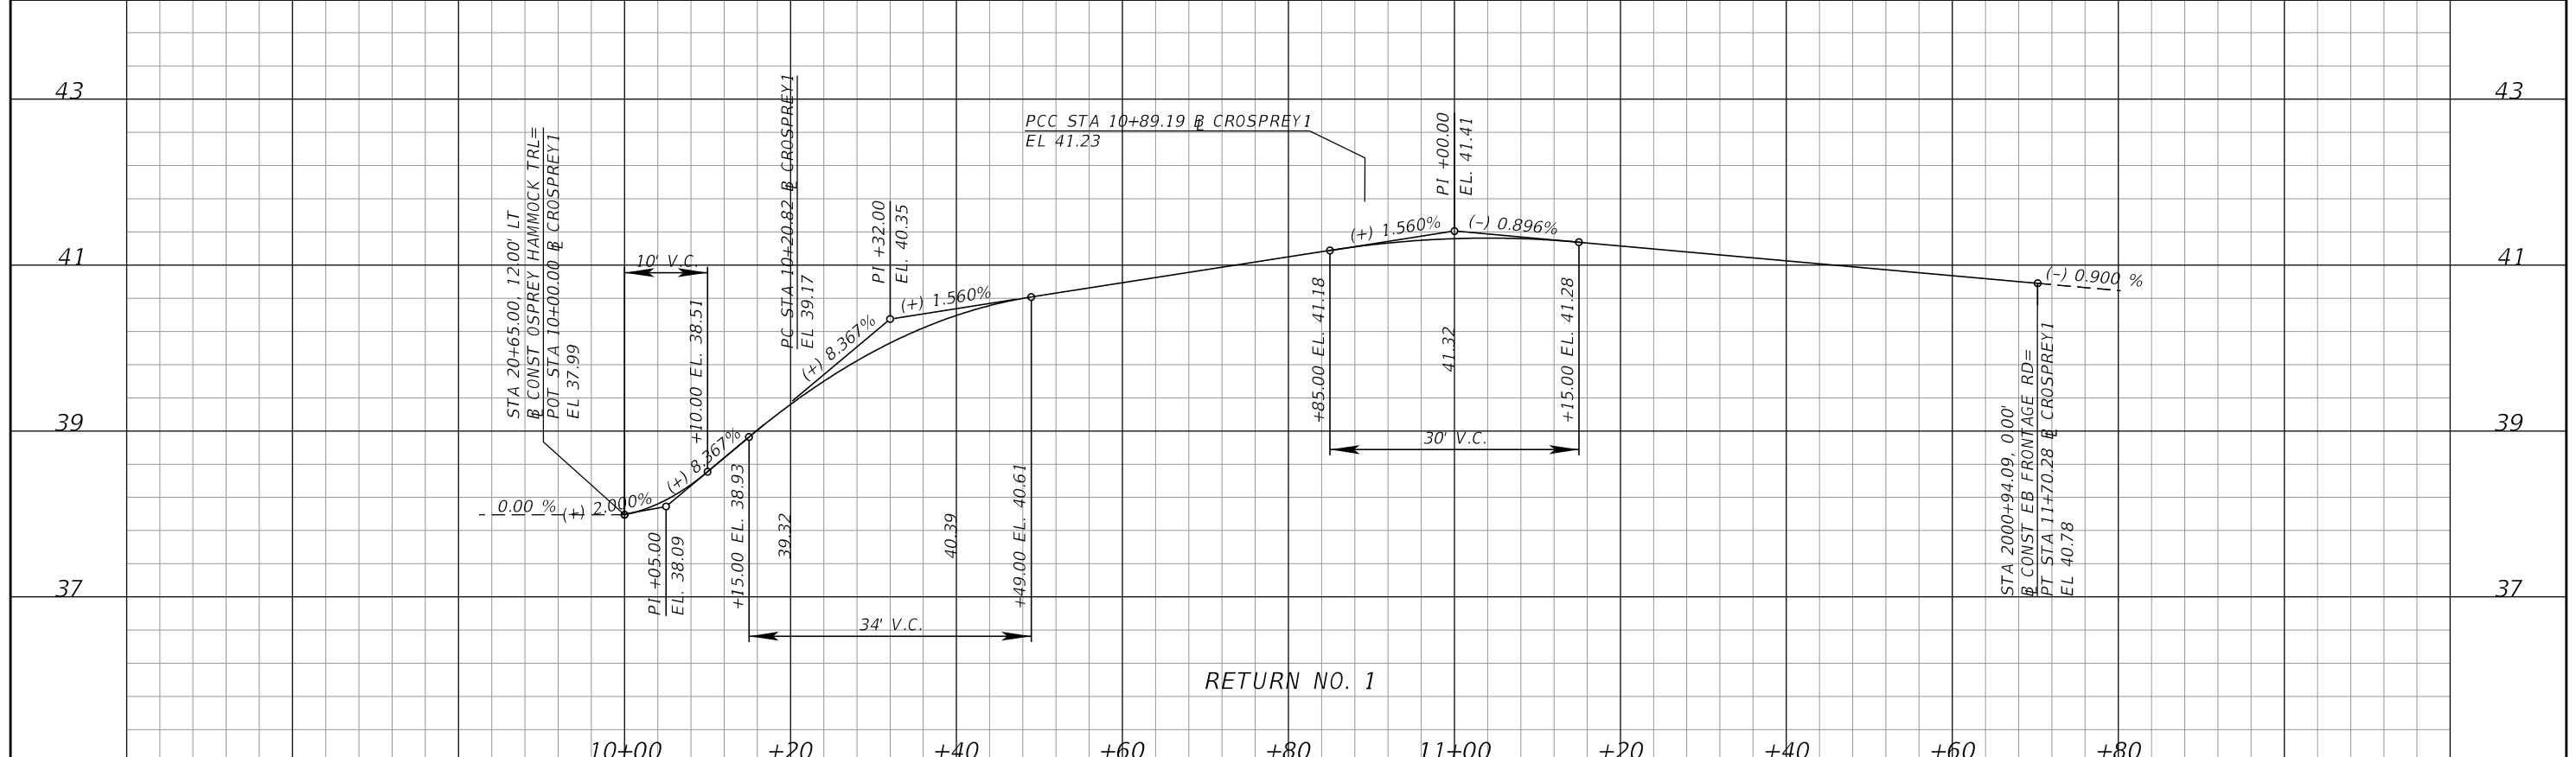 43
43
41
41
39
39
37
37
STA 20+65.00, 12.00' LT
℄ CONST OSPREY HAMMOCK TRL=
POT STA 10+00.00 ℄ CROSPREY1
EL 37.99
0.00 %
(+) 2.000%
PI +05.00
EL. 38.09
10' V.C.
(+) 8.367%
+10.00 EL. 38.51
+15.00 EL. 38.93
PC STA 10+20.82 ℄ CROSPREY1
EL 39.17
39.32
(+) 8.367%
PI +32.00
EL. 40.35
(+) 1.560%
40.39
+49.00 EL. 40.61
34' V.C.
PCC STA 10+89.19 ℄ CROSPREY1
EL 41.23
+85.00 EL. 41.18
(+) 1.560%
PI +00.00
EL. 41.41
(-) 0.896%
41.32
+15.00 EL. 41.28
30' V.C.
(-) 0.900 %
STA 2000+94.09, 0.00'
℄ CONST EB FRONTAGE RD=
PT STA 11+70.28 ℄ CROSPREY1
EL 40.78
RETURN NO. 1
10+00
+20
+40
+60
+80
11+00
+20
+40
+60
+80